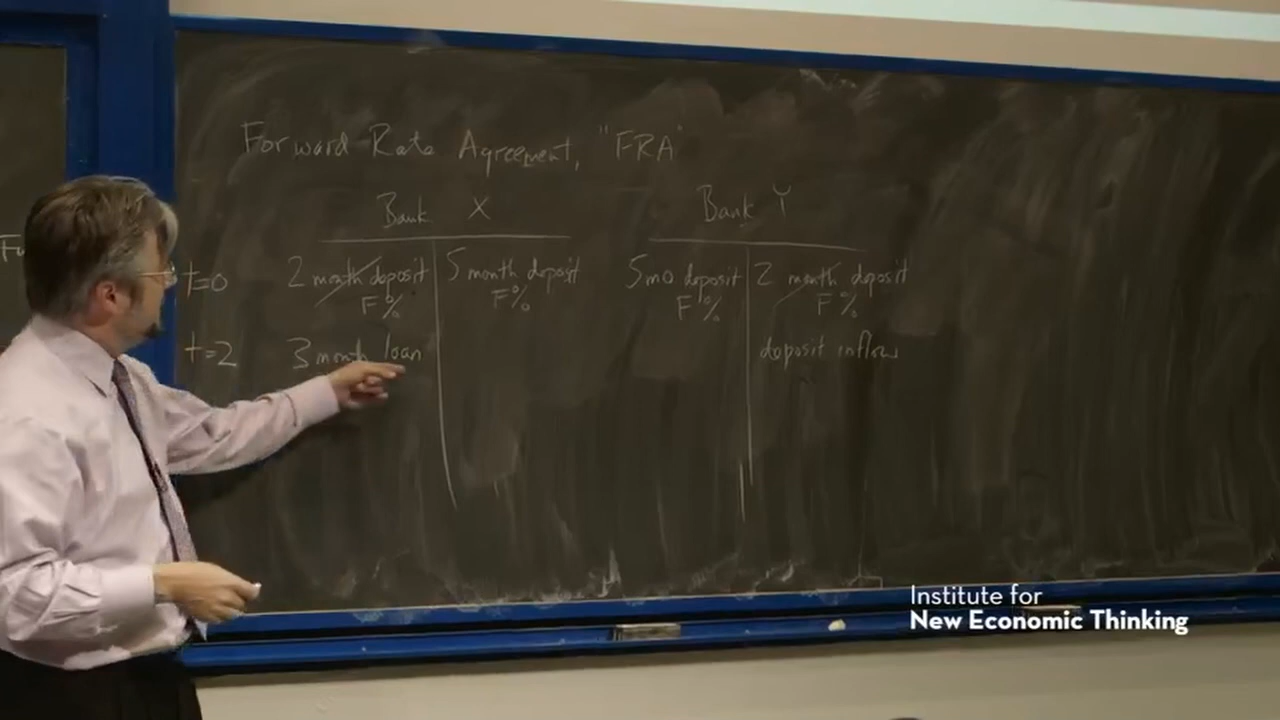 Forward Rate Agreement, "FRA"
Bank X
Bank Y
t=0
2 month deposit
F%
5 month deposit
F%
5 mo deposit
F%
2 month deposit
F%
t=2
3 month loan
deposit inflow
Institute for
New Economic Thinking